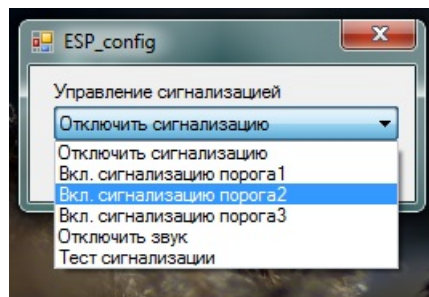 ESP_config
Управление сигнализацией
Отключить сигнализацию
Отключить сигнализацию
Вкл. сигнализацию порога1
Вкл. сигнализацию порога2
Вкл. сигнализацию порога3
Отключить звук
Тест сигнализации